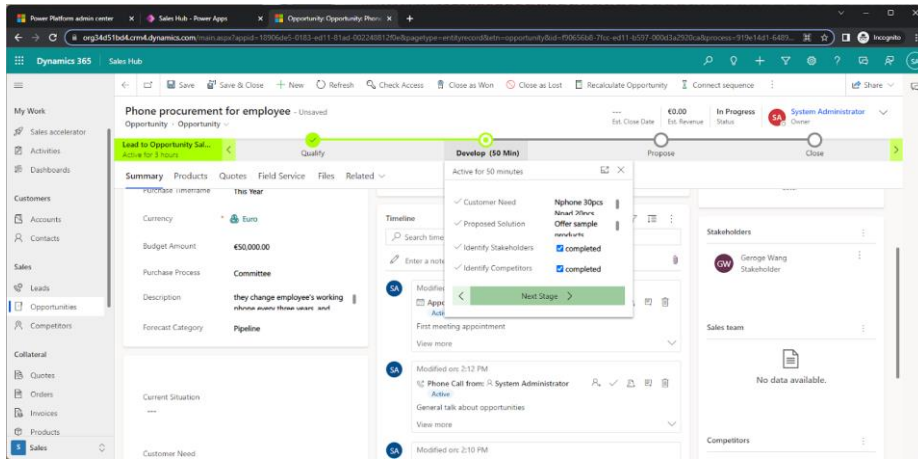 Power Platform admin center
Sales Hub - Power Apps
Opportunity: Opportunity: Phone
Incognito
Dynamics 365
Sales Hub
Save
Save & Close
New
Refresh
Check Access
Close as Won
Close as Lost
Recalculate Opportunity
Connect sequence
Share
Phone procurement for employee - Unsaved
Opportunity · Opportunity
---
Est. Close Date
€0.00
Est. Revenue
In Progress
Status
SA
System Administrator
Owner
Lead to Opportunity Sal...
Active for 3 hours
Qualify
Develop (50 Min)
Propose
Close
Summary
Products
Quotes
Field Service
Files
Related
My Work
Sales accelerator
Activities
Dashboards
Customers
Accounts
Contacts
Sales
Leads
Opportunities
Competitors
Collateral
Quotes
Orders
Invoices
Products
S
Sales
Purchase Timeframe
This Year
Currency
*
Euro
Budget Amount
€50,000.00
Purchase Process
Committee
Description
they change employee's working
phone every three years, and
Forecast Category
Pipeline
Current Situation
---
Customer Need
Active for 50 minutes
Customer Need
Nphone 30pcs
Npad 20pcs
Proposed Solution
Offer sample
products
Identify Stakeholders
completed
Identify Competitors
completed
Next Stage
Timeline
Search time
Enter a note
SA
Modified
Appo
Acti
First meeting appointment
View more
SA
Modified on: 2:12 PM
Phone Call from: System Administrator
Active
General talk about opportunities
View more
SA
Modified on: 2:10 PM
Stakeholders
GW
Geroge Wang
Stakeholder
Sales team
No data available.
Competitors